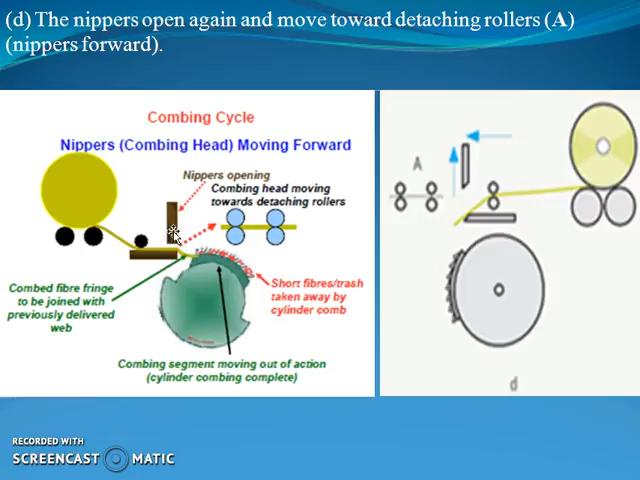 (d) The nippers open again and move toward detaching rollers (A)
(nippers forward).
Combing Cycle
Nippers (Combing Head) Moving Forward
Nippers opening
Combing head moving
towards detaching rollers
Combed fibre fringe
to be joined with
previously delivered
web
Short fibres/trash
taken away by
cylinder comb
Combing segment moving out of action
(cylinder combing complete)
A
d
RECORDED WITH
SCREENCAST MATIC